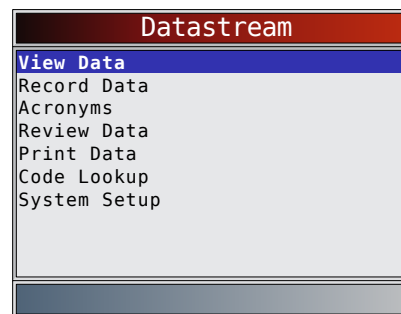 Datastream
View Data
Record Data
Acronyms
Review Data
Print Data
Code Lookup
System Setup